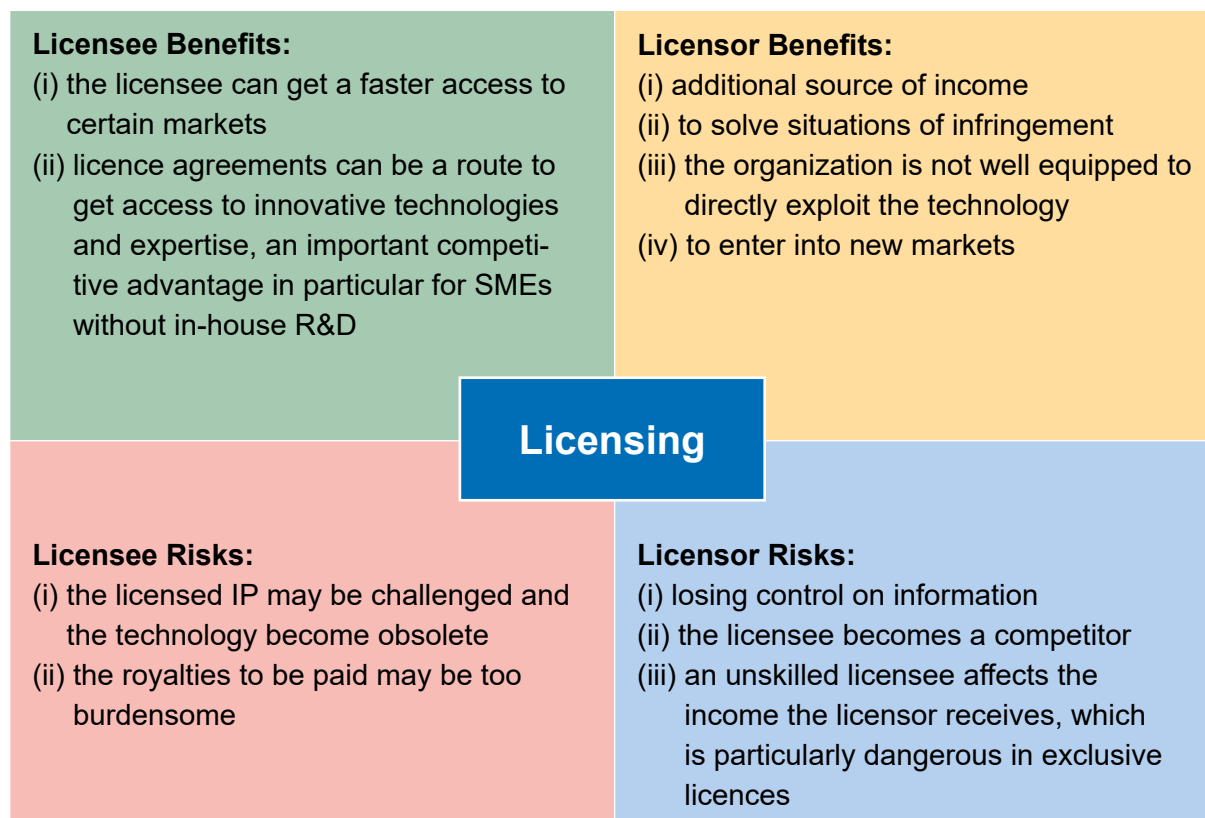 Licensee Benefits:
(i) the licensee can get a faster access to
certain markets
(ii) licence agreements can be a route to
get access to innovative technologies
and expertise, an important competi-
tive advantage in particular for SMEs
without in-house R&D
Licensor Benefits:
(i) additional source of income
(ii) to solve situations of infringement
(iii) the organization is not well equipped to
directly exploit the technology
(iv) to enter into new markets
Licensing
Licensee Risks:
(i) the licensed IP may be challenged and
the technology become obsolete
(ii) the royalties to be paid may be too
burdensome
Licensor Risks:
(i) losing control on information
(ii) the licensee becomes a competitor
(iii) an unskilled licensee affects the
income the licensor receives, which
is particularly dangerous in exclusive
licences